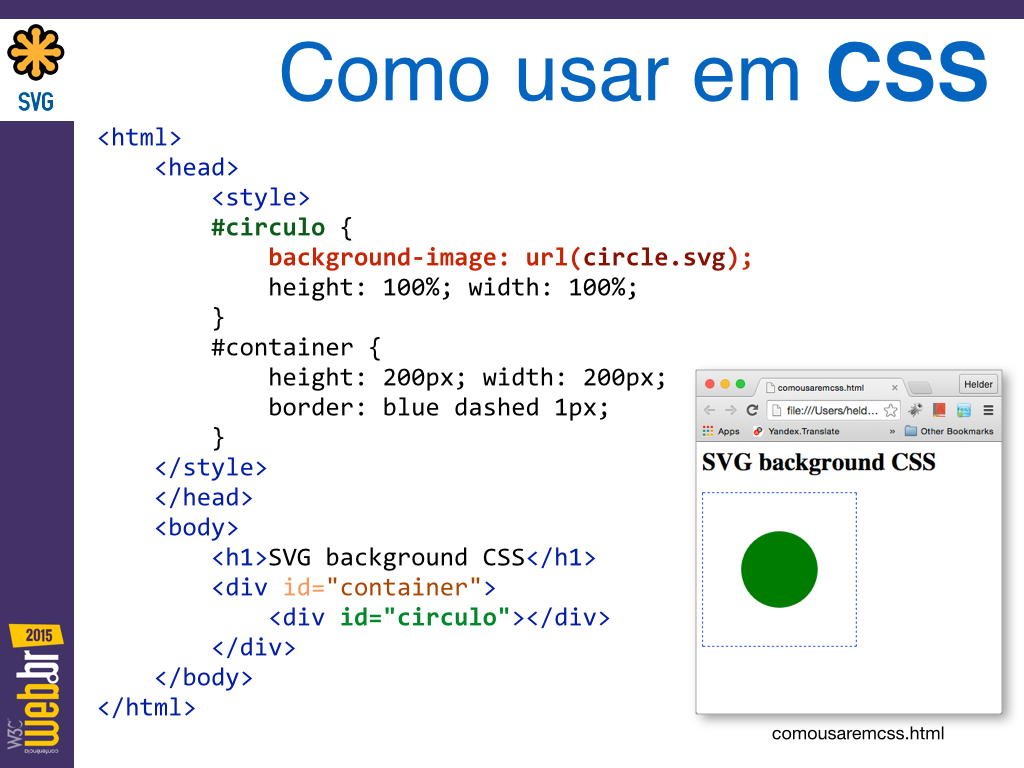 SVG
Como usar em CSS
<html>
<head>
<style>
#circulo {
background-image: url(circle.svg);
height: 100%; width: 100%;
}
#container {
height: 200px; width: 200px;
border: blue dashed 1px;
}
</style>
</head>
<body>
<h1>SVG background CSS</h1>
<div id="container">
<div id="circulo"></div>
</div>
</body>
</html>
comousaremcss.html
Helder
file:///Users/held...
Apps
Yandex.Translate
»
Other Bookmarks
SVG background CSS
comousaremcss.html
2015
W3C
conferência
web.br